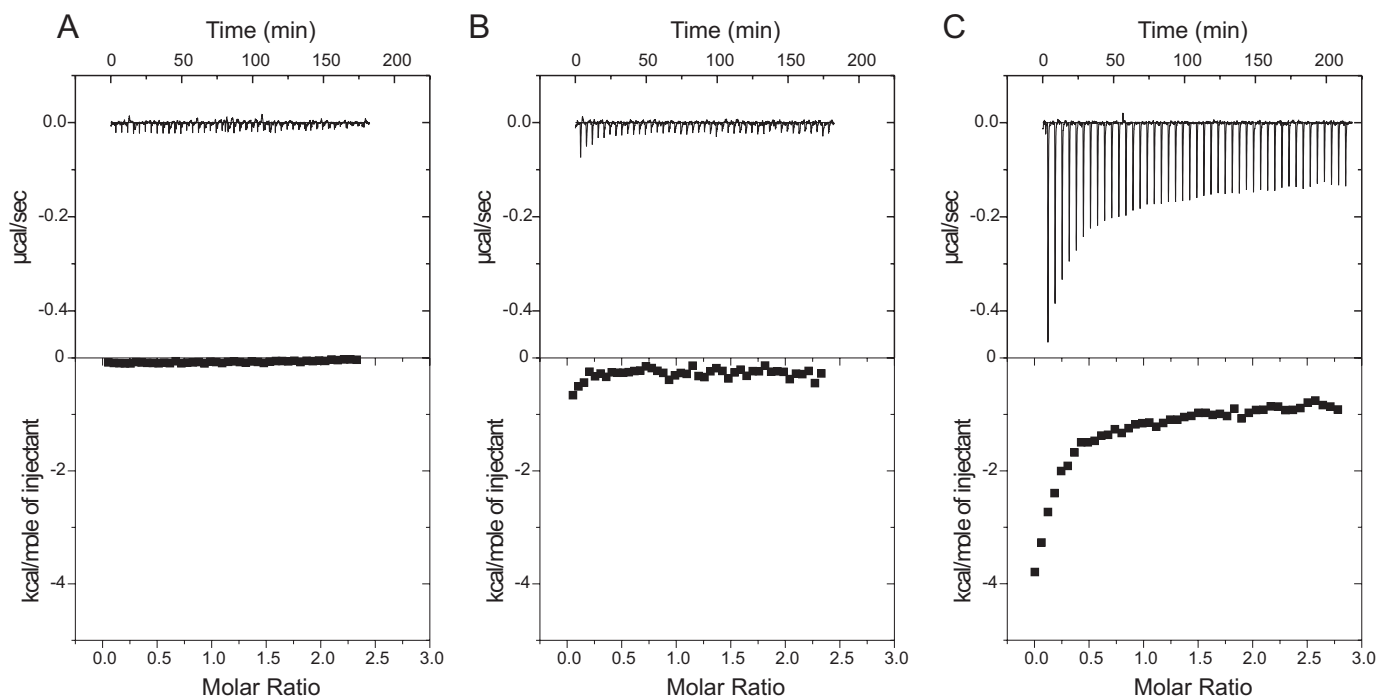 A
Time (min)
0 50 100 150 200
0.0
-0.2
-0.4
µcal/sec
0
-2
-4
kcal/mole of injectant
0.0 0.5 1.0 1.5 2.0 2.5 3.0
Molar Ratio
B
Time (min)
0 50 100 150 200
0.0
-0.2
-0.4
µcal/sec
0
-2
-4
kcal/mole of injectant
0.0 0.5 1.0 1.5 2.0 2.5 3.0
Molar Ratio
C
Time (min)
0 50 100 150 200
0.0
-0.2
-0.4
µcal/sec
0
-2
-4
kcal/mole of injectant
0.0 0.5 1.0 1.5 2.0 2.5 3.0
Molar Ratio